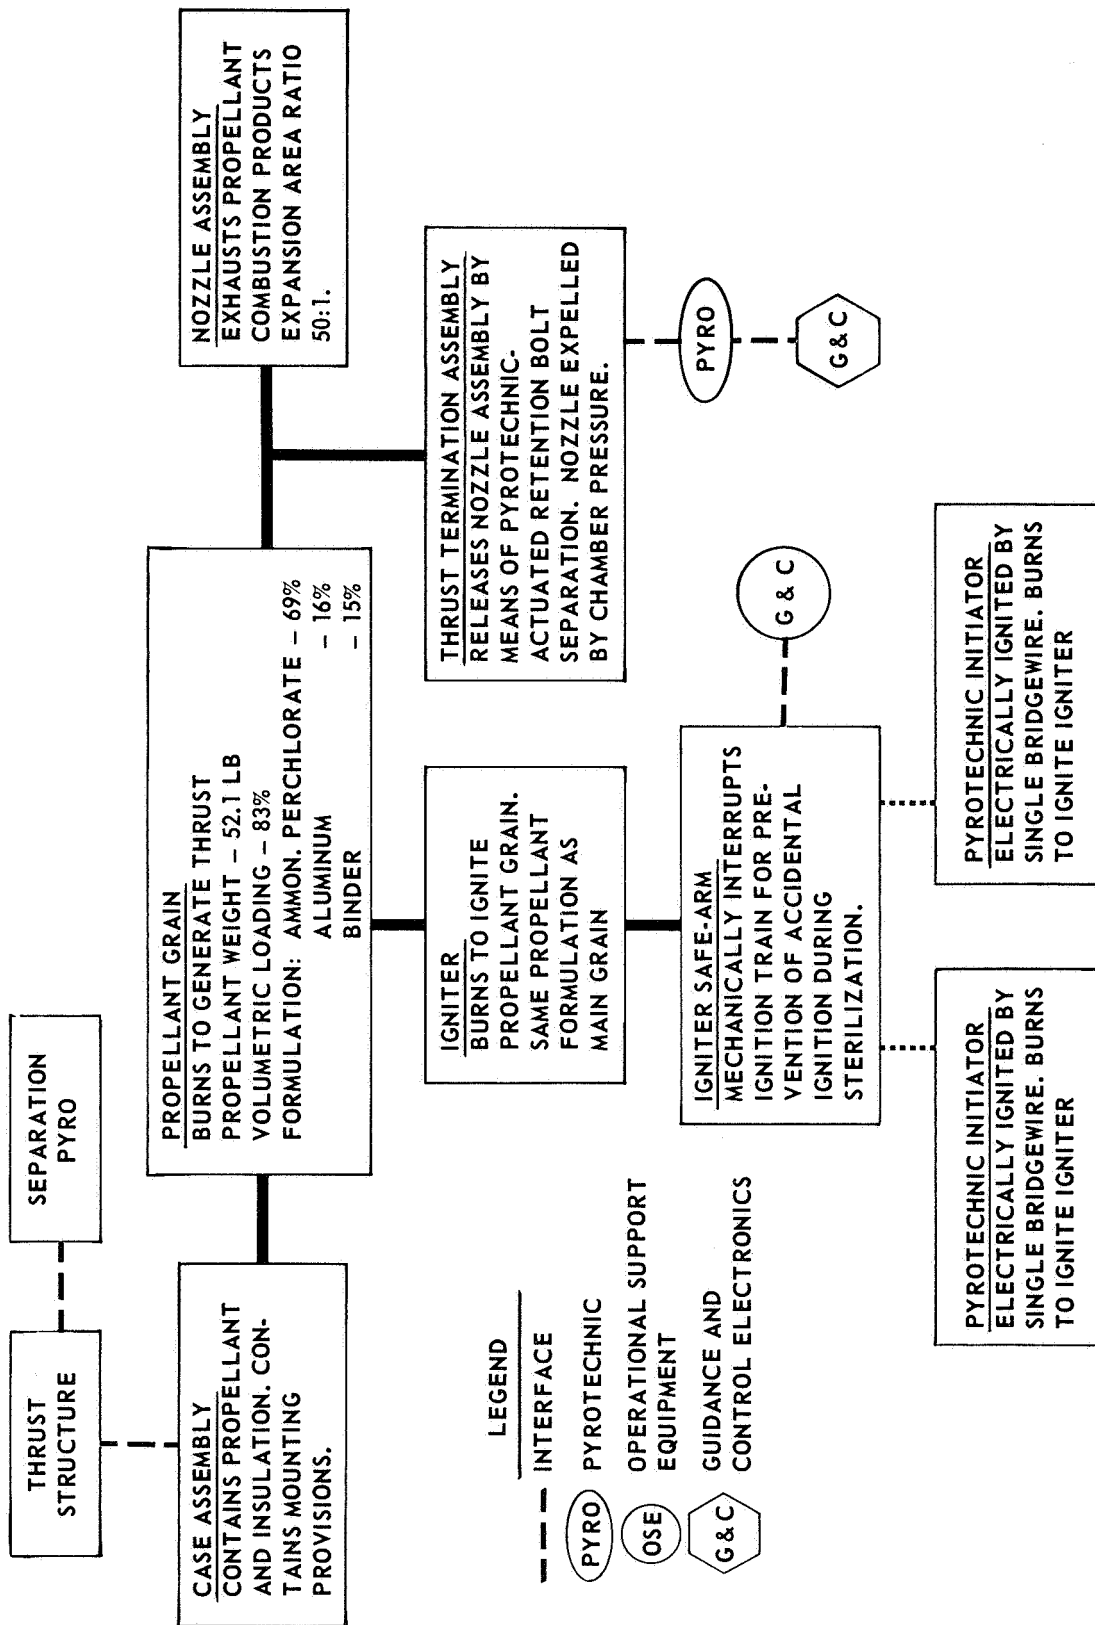 THRUST
STRUCTURE
SEPARATION
PYRO
CASE ASSEMBLY
CONTAINS PROPELLANT
AND INSULATION. CON-
TAINS MOUNTING
PROVISIONS.
PROPELLANT GRAIN
BURNS TO GENERATE THRUST
PROPELLANT WEIGHT – 52.1 LB
VOLUMETRIC LOADING – 83%
FORMULATION: AMMON. PERCHLORATE – 69%
ALUMINUM – 16%
BINDER – 15%
NOZZLE ASSEMBLY
EXHAUSTS PROPELLANT
COMBUSTION PRODUCTS
EXPANSION AREA RATIO
50:1.
IGNITER
BURNS TO IGNITE
PROPELLANT GRAIN.
SAME PROPELLANT
FORMULATION AS
MAIN GRAIN
THRUST TERMINATION ASSEMBLY
RELEASES NOZZLE ASSEMBLY BY
MEANS OF PYROTECHNIC-
ACTUATED RETENTION BOLT
SEPARATION. NOZZLE EXPELLED
BY CHAMBER PRESSURE.
PYRO
G & C
IGNITER SAFE-ARM
MECHANICALLY INTERRUPTS
IGNITION TRAIN FOR PRE-
VENTION OF ACCIDENTAL
IGNITION DURING
STERILIZATION.
G & C
PYROTECHNIC INITIATOR
ELECTRICALLY IGNITED BY
SINGLE BRIDGEWIRE. BURNS
TO IGNITE IGNITER
PYROTECHNIC INITIATOR
ELECTRICALLY IGNITED BY
SINGLE BRIDGEWIRE. BURNS
TO IGNITE IGNITER
LEGEND
INTERFACE
PYRO PYROTECHNIC
OSE OPERATIONAL SUPPORT
EQUIPMENT
G & C GUIDANCE AND
CONTROL ELECTRONICS